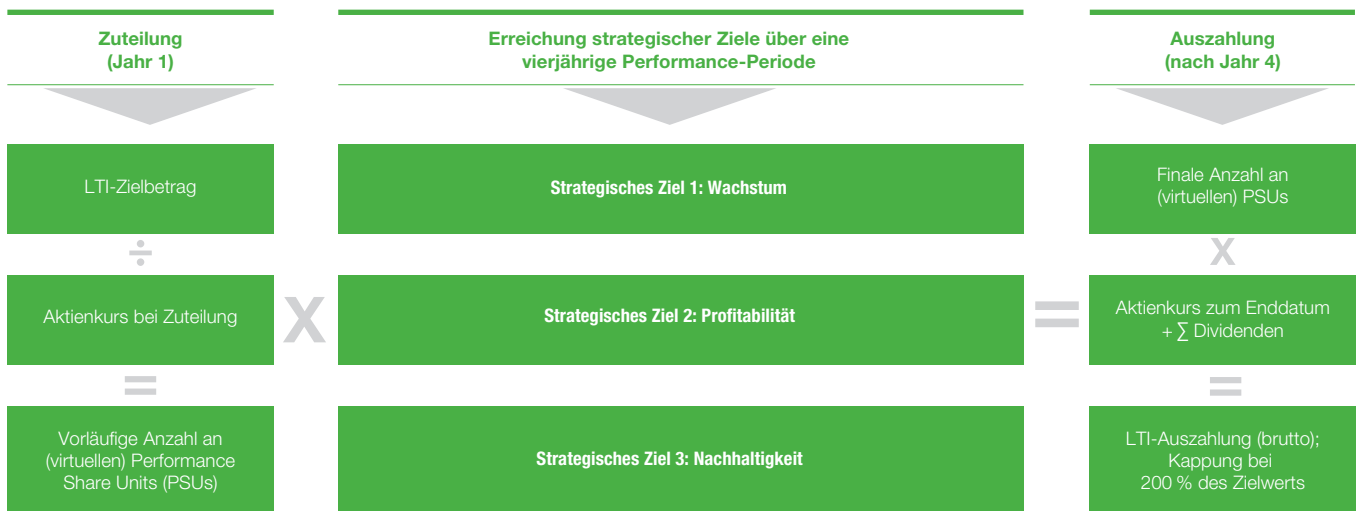 Zuteilung
(Jahr 1)
Erreichung strategischer Ziele über eine
vierjährige Performance-Periode
Auszahlung
(nach Jahr 4)
LTI-Zielbetrag
÷
Aktienkurs bei Zuteilung
=
Vorläufige Anzahl an
(virtuellen) Performance
Share Units (PSUs)
X
Strategisches Ziel 1: Wachstum
Strategisches Ziel 2: Profitabilität
Strategisches Ziel 3: Nachhaltigkeit
=
Finale Anzahl an
(virtuellen) PSUs
X
Aktienkurs zum Enddatum
+ ∑ Dividenden
=
LTI-Auszahlung (brutto);
Kappung bei
200 % des Zielwerts